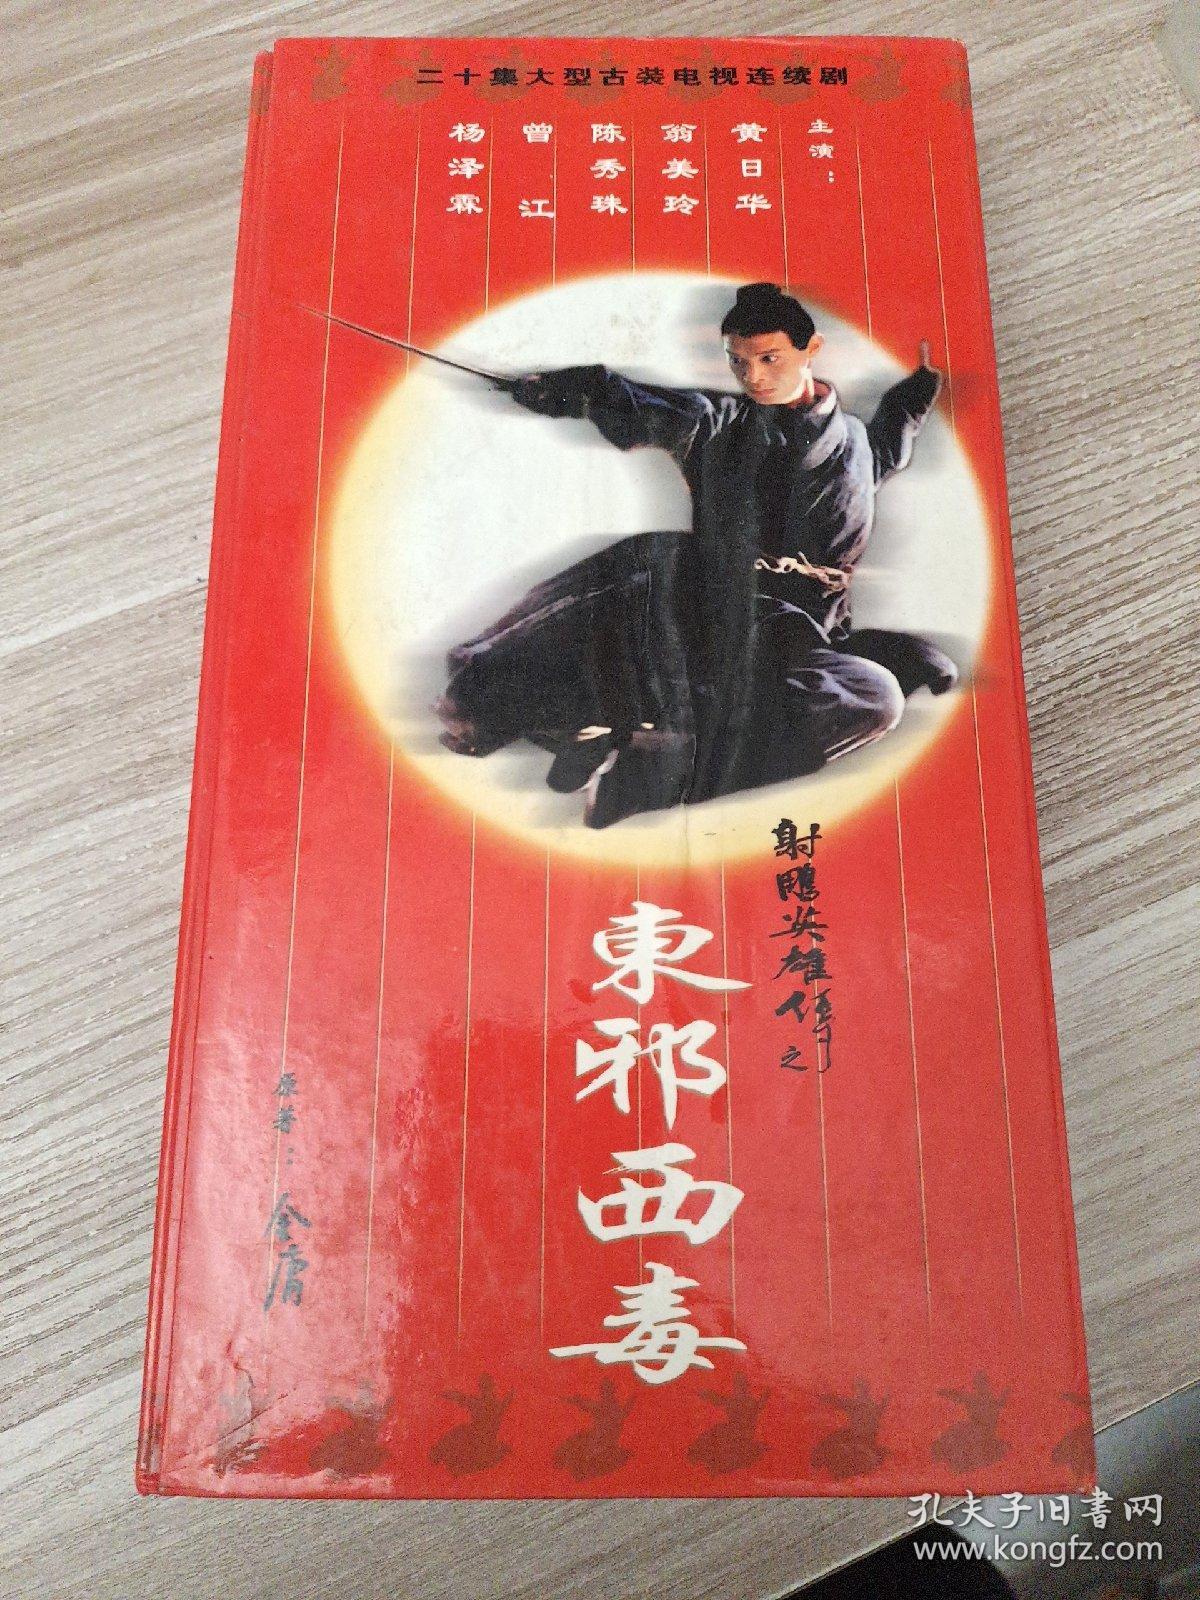 二十集大型古装电视连续剧
主演：
黄日华
翁美玲
陈秀珠
曾江
杨泽霖
射鵰英雄传之
東邪西毒
原著：金庸
孔夫子旧书网
www.kongfz.com